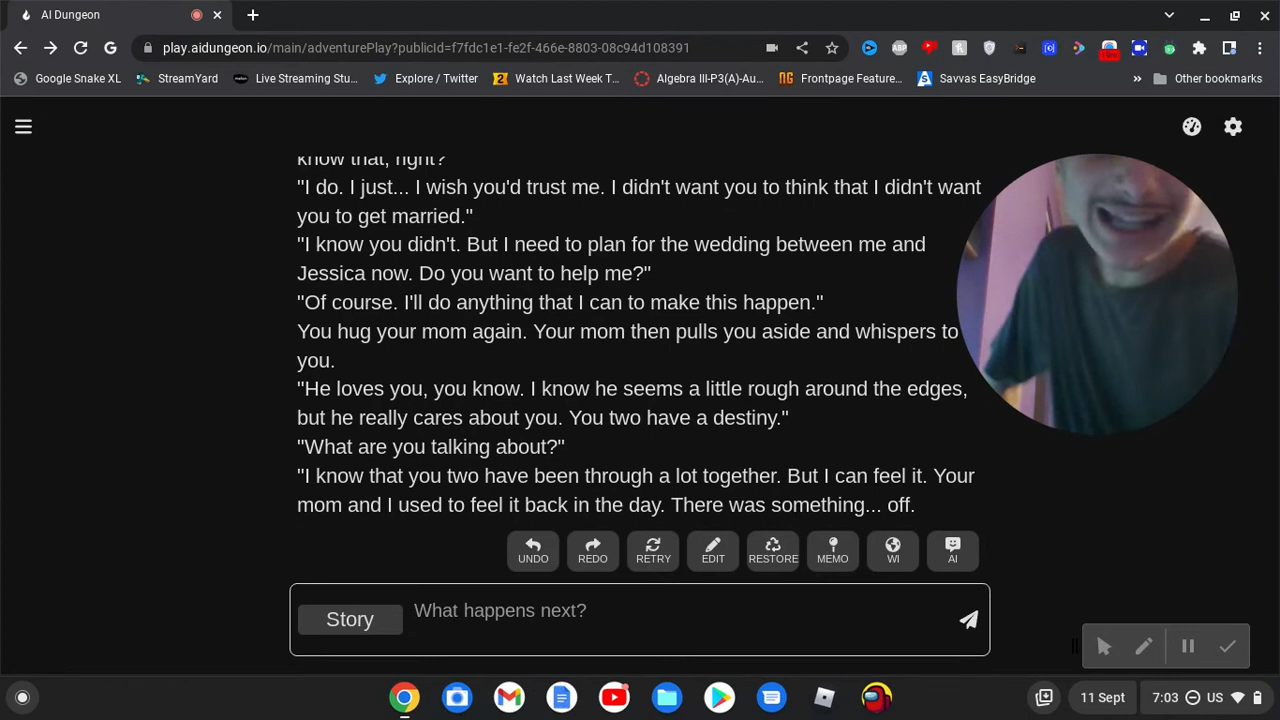 AI Dungeon
play.aidungeon.io/main/adventurePlay?publicId=f7fdc1e1-fe2f-466e-8803-08c94d108391
Google Snake XL
StreamYard
Live Streaming Stu...
Explore / Twitter
Watch Last Week T...
Algebra III-P3(A)-Au...
Frontpage Feature...
Savvas EasyBridge
»
Other bookmarks
know that, right?
"I do. I just... I wish you'd trust me. I didn't want you to think that I didn't want
you to get married."
"I know you didn't. But I need to plan for the wedding between me and
Jessica now. Do you want to help me?"
"Of course. I'll do anything that I can to make this happen."
You hug your mom again. Your mom then pulls you aside and whispers to
you.
"He loves you, you know. I know he seems a little rough around the edges,
but he really cares about you. You two have a destiny."
"What are you talking about?"
"I know that you two have been through a lot together. But I can feel it. Your
mom and I used to feel it back in the day. There was something... off.
UNDO
REDO
RETRY
EDIT
RESTORE
MEMO
WI
AI
Story
What happens next?
11 Sept
7:03
US